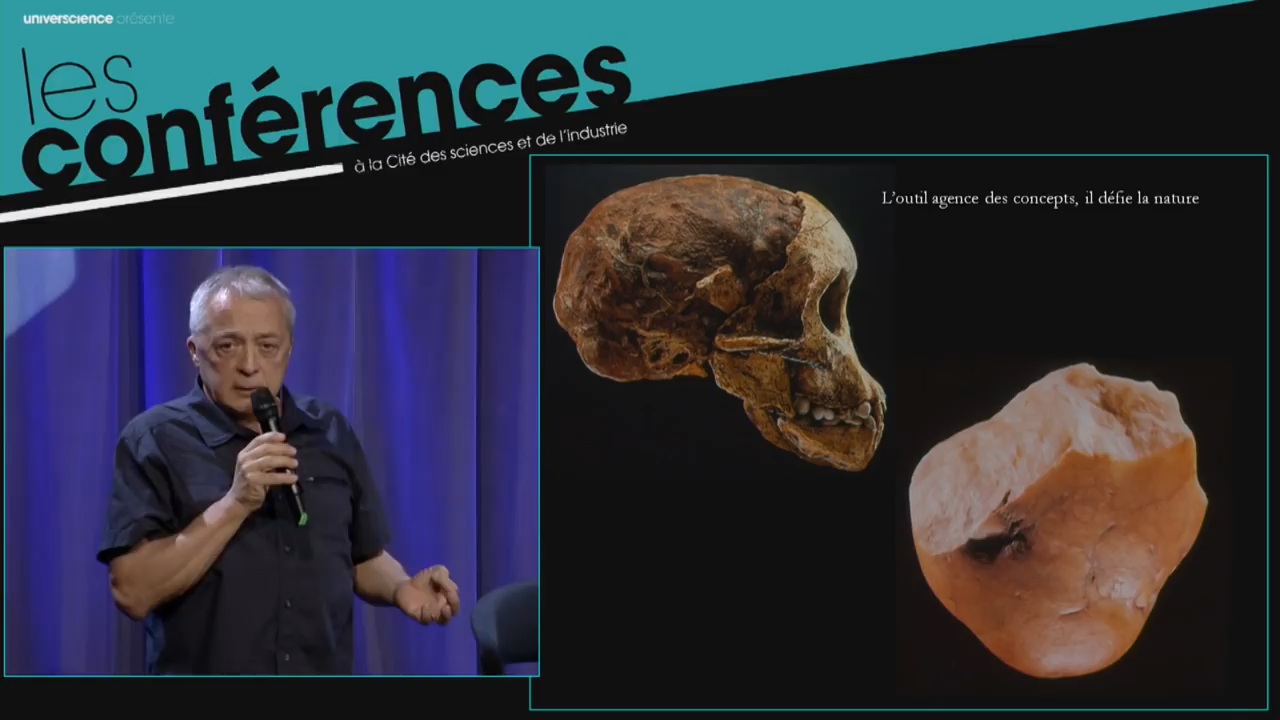 universcience présente
les
conférences
à la Cité des sciences et de l'industrie
L'outil agence des concepts, il défie la nature